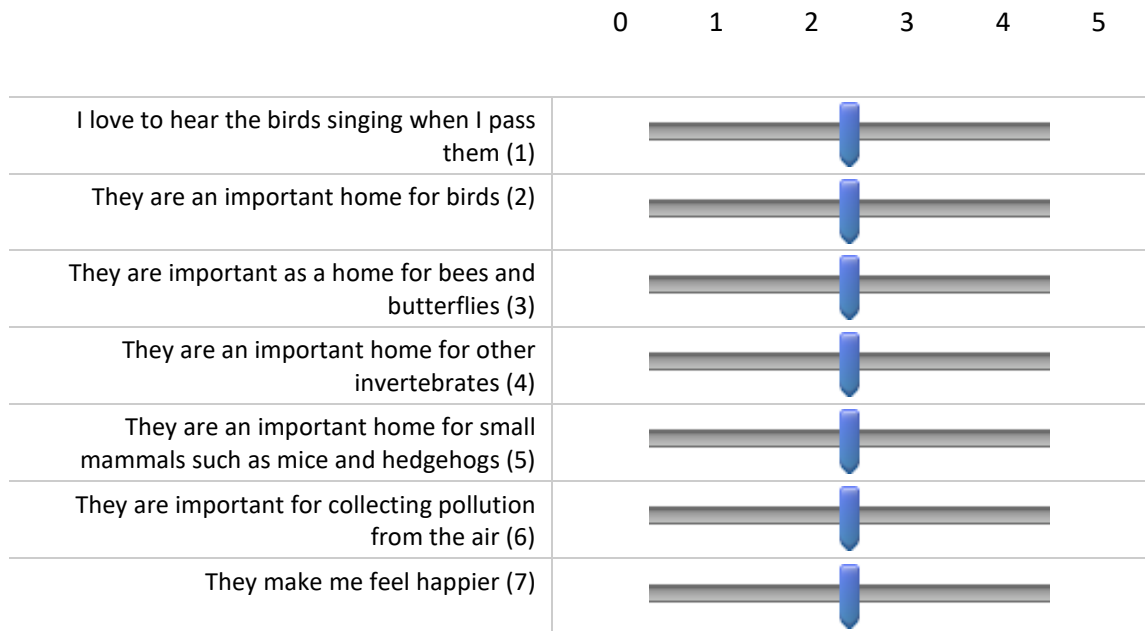 0 1 2 3 4 5
I love to hear the birds singing when I pass
them (1)
They are an important home for birds (2)
They are important as a home for bees and
butterflies (3)
They are an important home for other
invertebrates (4)
They are an important home for small
mammals such as mice and hedgehogs (5)
They are important for collecting pollution
from the air (6)
They make me feel happier (7)